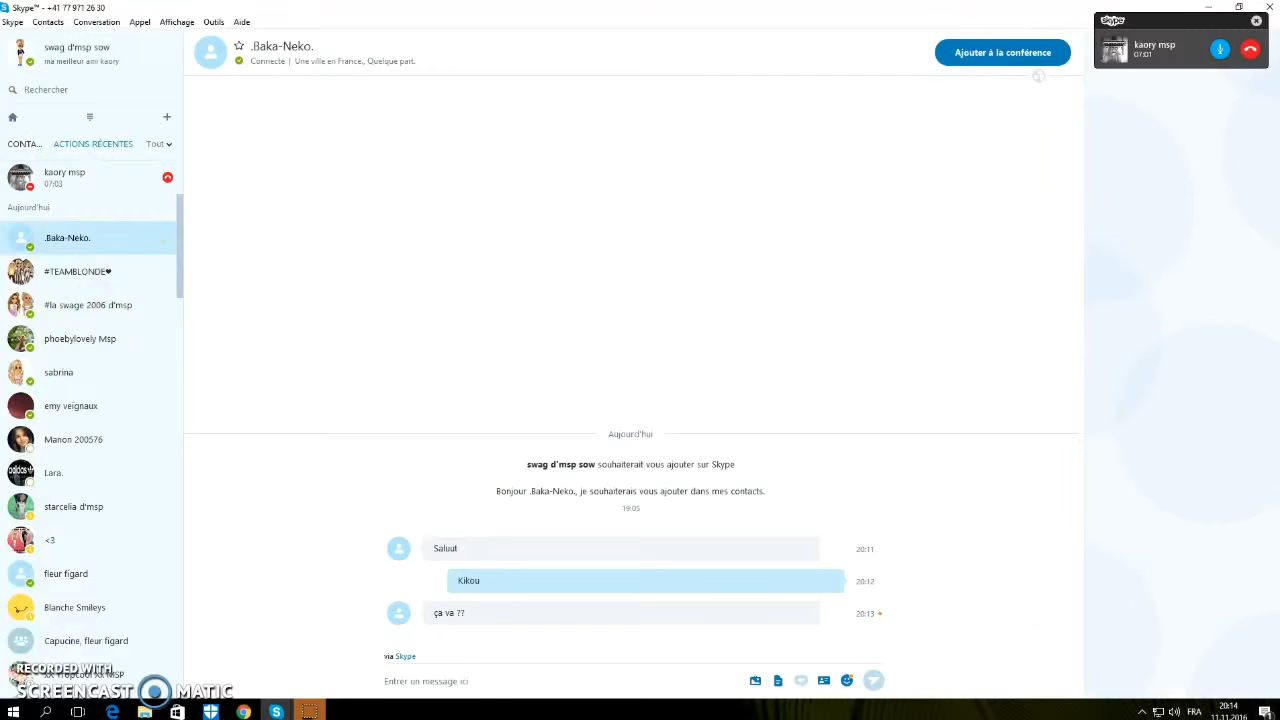 Skype™ - +41 77 971 26 30
Skype Contacts Conversation Appel Affichage Outils Aide
swag d'msp sow
ma meilleur ami kaory
Rechercher
CONTA... ACTIONS RÉCENTES Tout
kaory msp
07:03
Aujourd'hui
.Baka-Neko.
#TEAMBLONDE♥
#la swage 2006 d'msp
phoebylovely Msp
sabrina
emy veignaux
Manon 200576
Lara.
adidas
starcelia d'msp
<3
fleur figard
Blanche Smileys
Capucine, fleur figard
.Baka-Neko.
Connecté | Une ville en France., Quelque part.
Ajouter à la conférence
skype
kaory msp
07:01
Aujourd'hui
swag d'msp sow souhaiterait vous ajouter sur Skype
Bonjour .Baka-Neko., je souhaiterais vous ajouter dans mes contacts.
19:05
Saluut 20:11
Kikou 20:12
ça va ?? 20:13
via Skype
Entrer un message ici
RECORDED WITH
SCREENCAST MATIC
FRA
20:14
11.11.2016